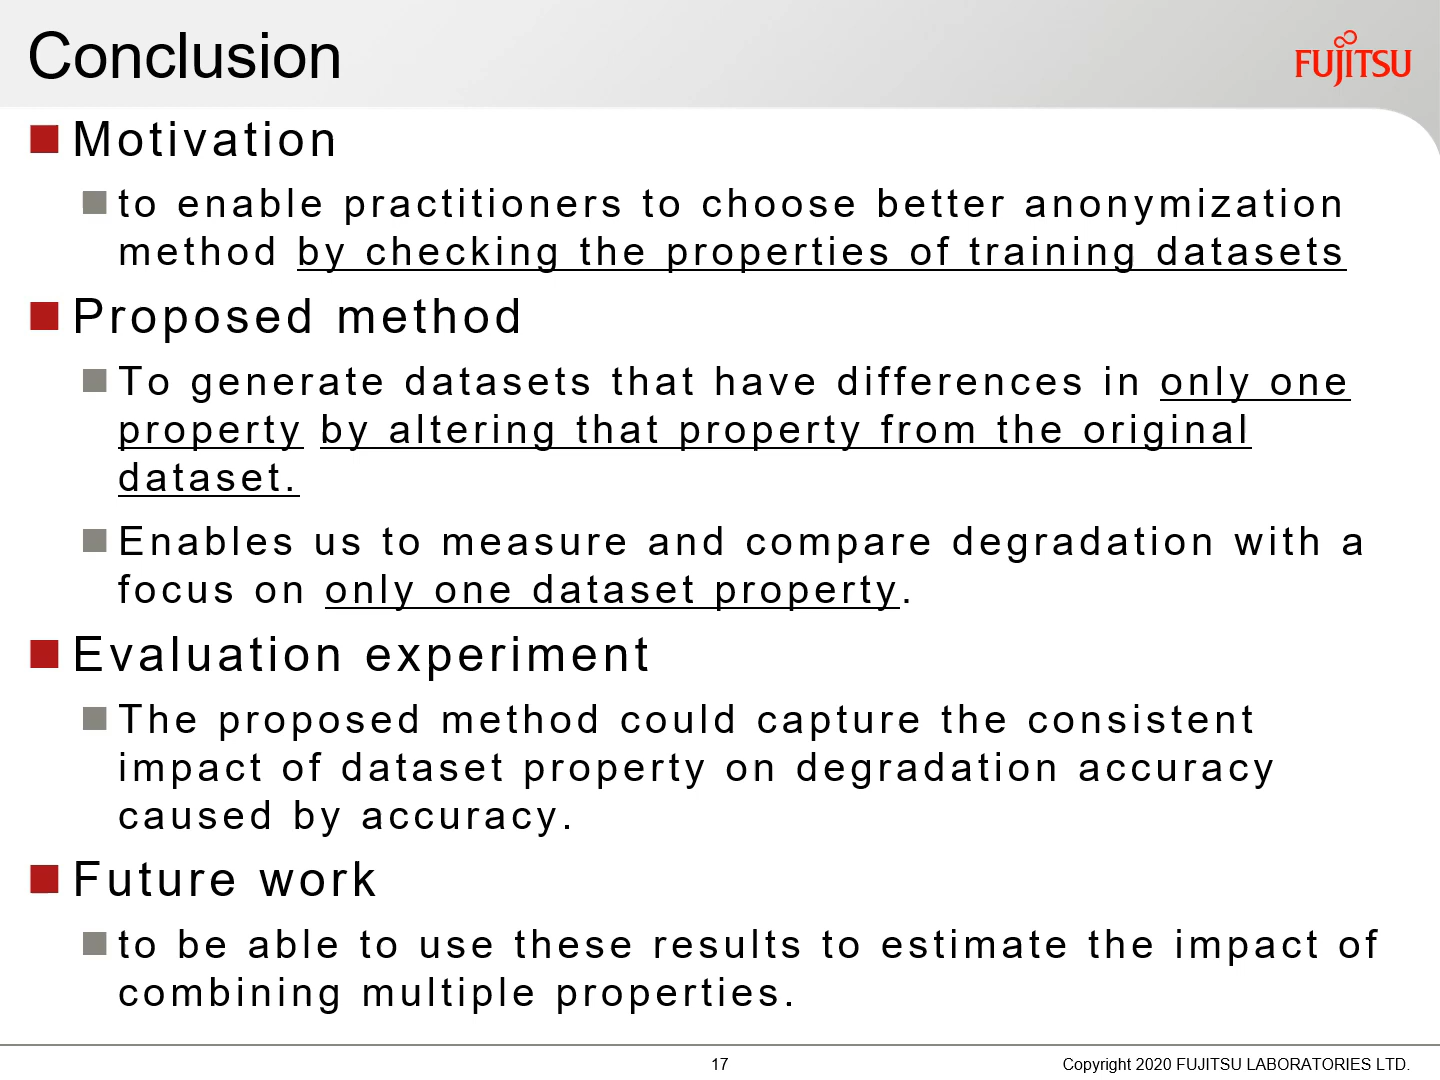 Conclusion
FUJITSU
Motivation
to enable practitioners to choose better anonymization
method by checking the properties of training datasets
Proposed method
To generate datasets that have differences in only one
property by altering that property from the original
dataset.
Enables us to measure and compare degradation with a
focus on only one dataset property.
Evaluation experiment
The proposed method could capture the consistent
impact of dataset property on degradation accuracy
caused by accuracy.
Future work
to be able to use these results to estimate the impact of
combining multiple properties.
17
Copyright 2020 FUJITSU LABORATORIES LTD.